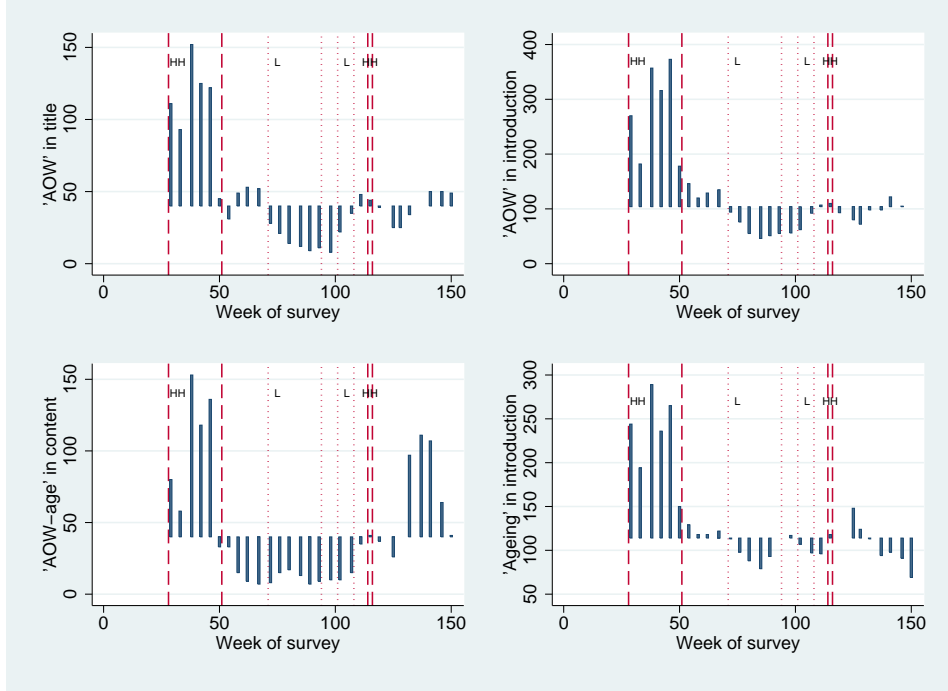 'AOW' in title
150
100
50
0
HH
L
L
HH
0
50
100
150
Week of survey
'AOW' in introduction
400
300
200
100
0
HH
L
L
HH
0
50
100
150
Week of survey
'AOW−age' in content
150
100
50
0
HH
L
L
HH
0
50
100
150
Week of survey
'Ageing' in introduction
300
250
200
150
100
50
HH
L
L
HH
0
50
100
150
Week of survey